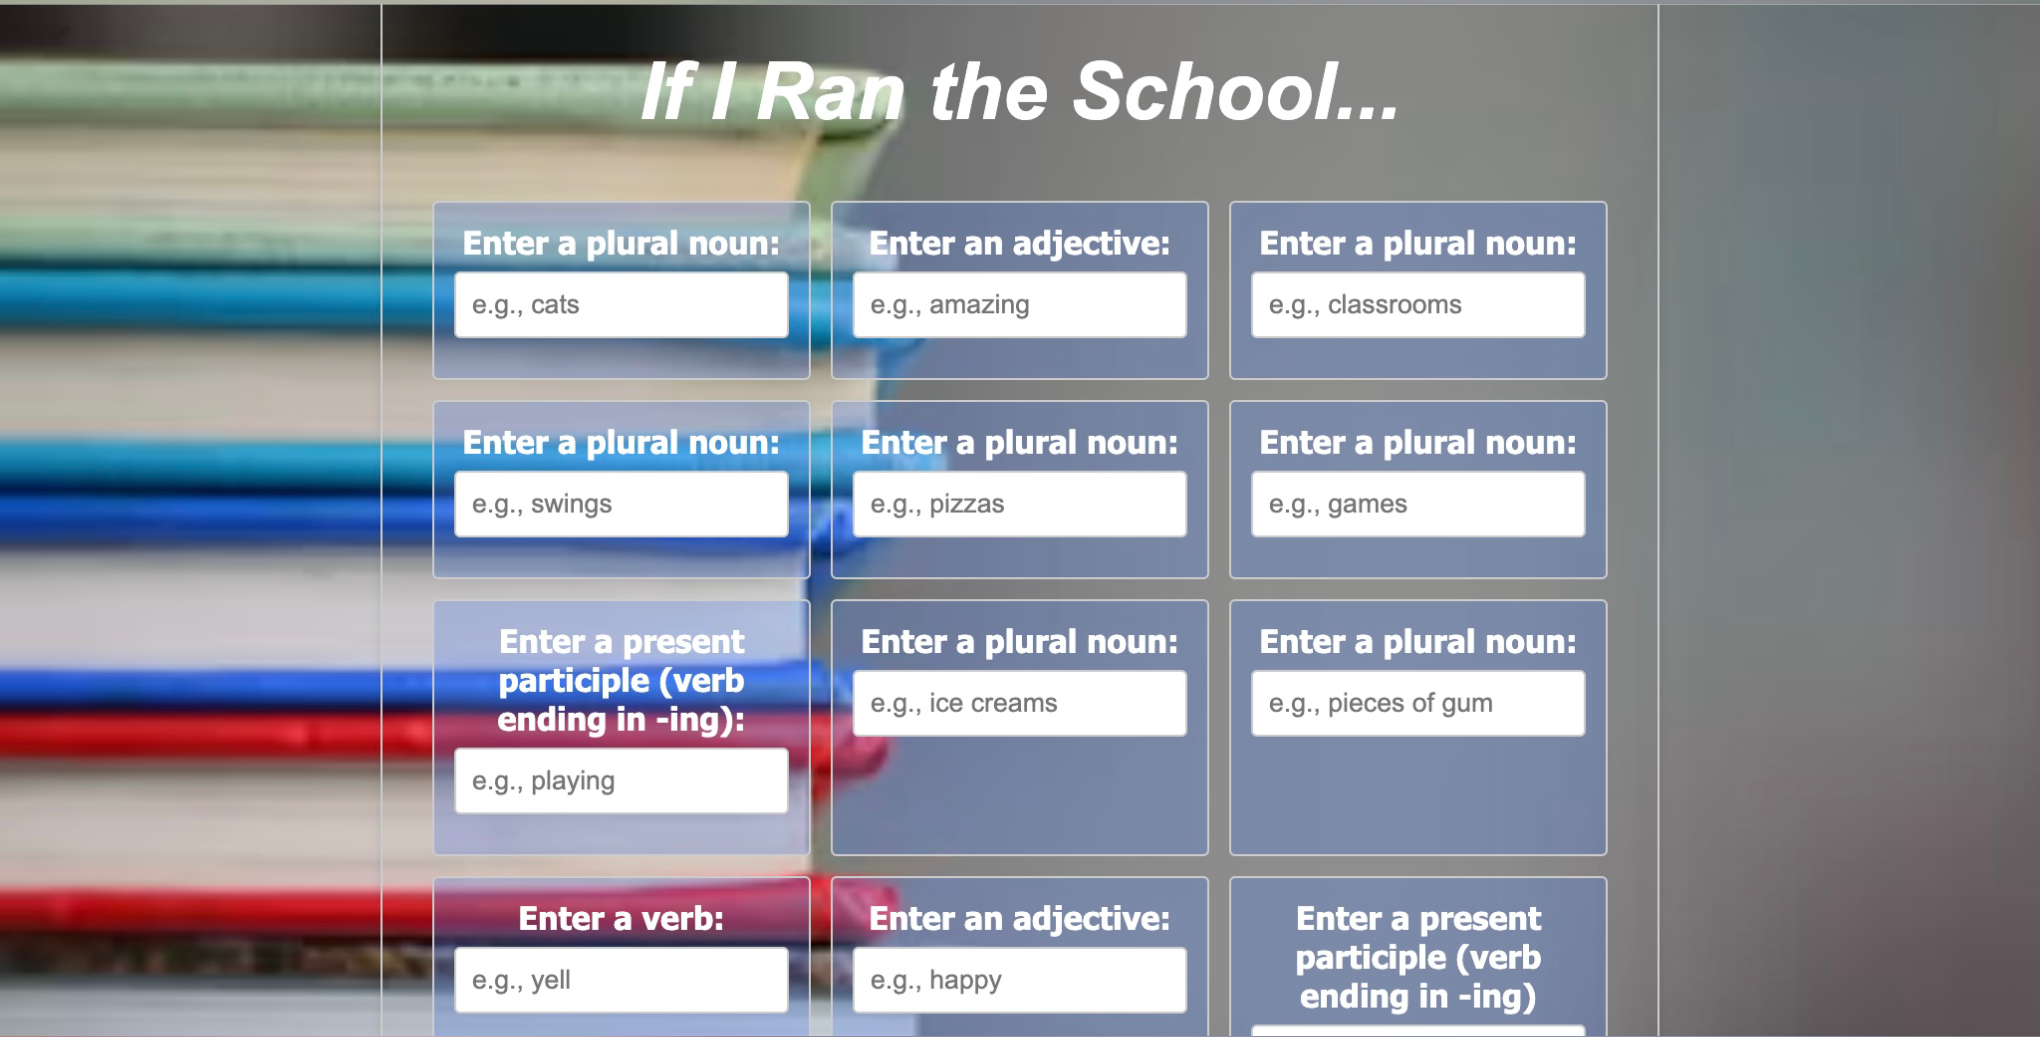 If I Ran the School...
Enter a plural noun:
e.g., cats
Enter an adjective:
e.g., amazing
Enter a plural noun:
e.g., classrooms
Enter a plural noun:
e.g., swings
Enter a plural noun:
e.g., pizzas
Enter a plural noun:
e.g., games
Enter a present
participle (verb
ending in -ing):
e.g., playing
Enter a plural noun:
e.g., ice creams
Enter a plural noun:
e.g., pieces of gum
Enter a verb:
e.g., yell
Enter an adjective:
e.g., happy
Enter a present
participle (verb
ending in -ing)